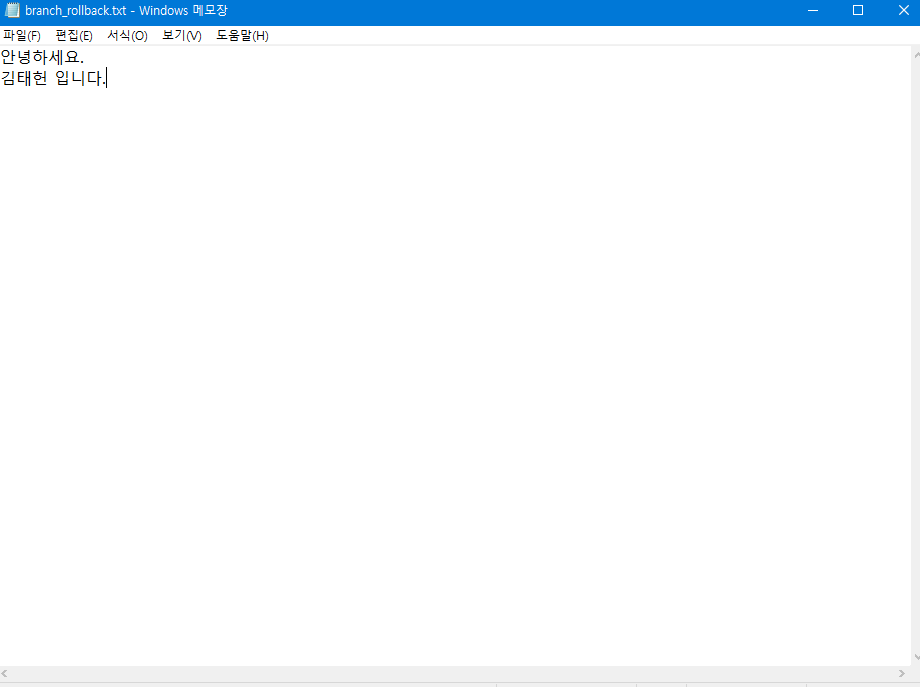 branch_rollback.txt - Windows 메모장
파일(F) 편집(E) 서식(O) 보기(V) 도움말(H)
안녕하세요.
김태헌 입니다.